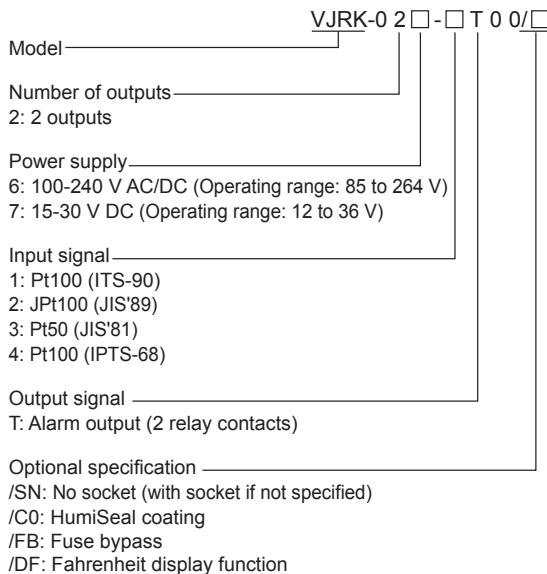 VJRK-0 2 □ - □ T 0 0/□
Model
Number of outputs
2: 2 outputs
Power supply
6: 100-240 V AC/DC (Operating range: 85 to 264 V)
7: 15-30 V DC (Operating range: 12 to 36 V)
Input signal
1: Pt100 (ITS-90)
2: JPt100 (JIS'89)
3: Pt50 (JIS'81)
4: Pt100 (IPTS-68)
Output signal
T: Alarm output (2 relay contacts)
Optional specification
/SN: No socket (with socket if not specified)
/C0: HumiSeal coating
/FB: Fuse bypass
/DF: Fahrenheit display function